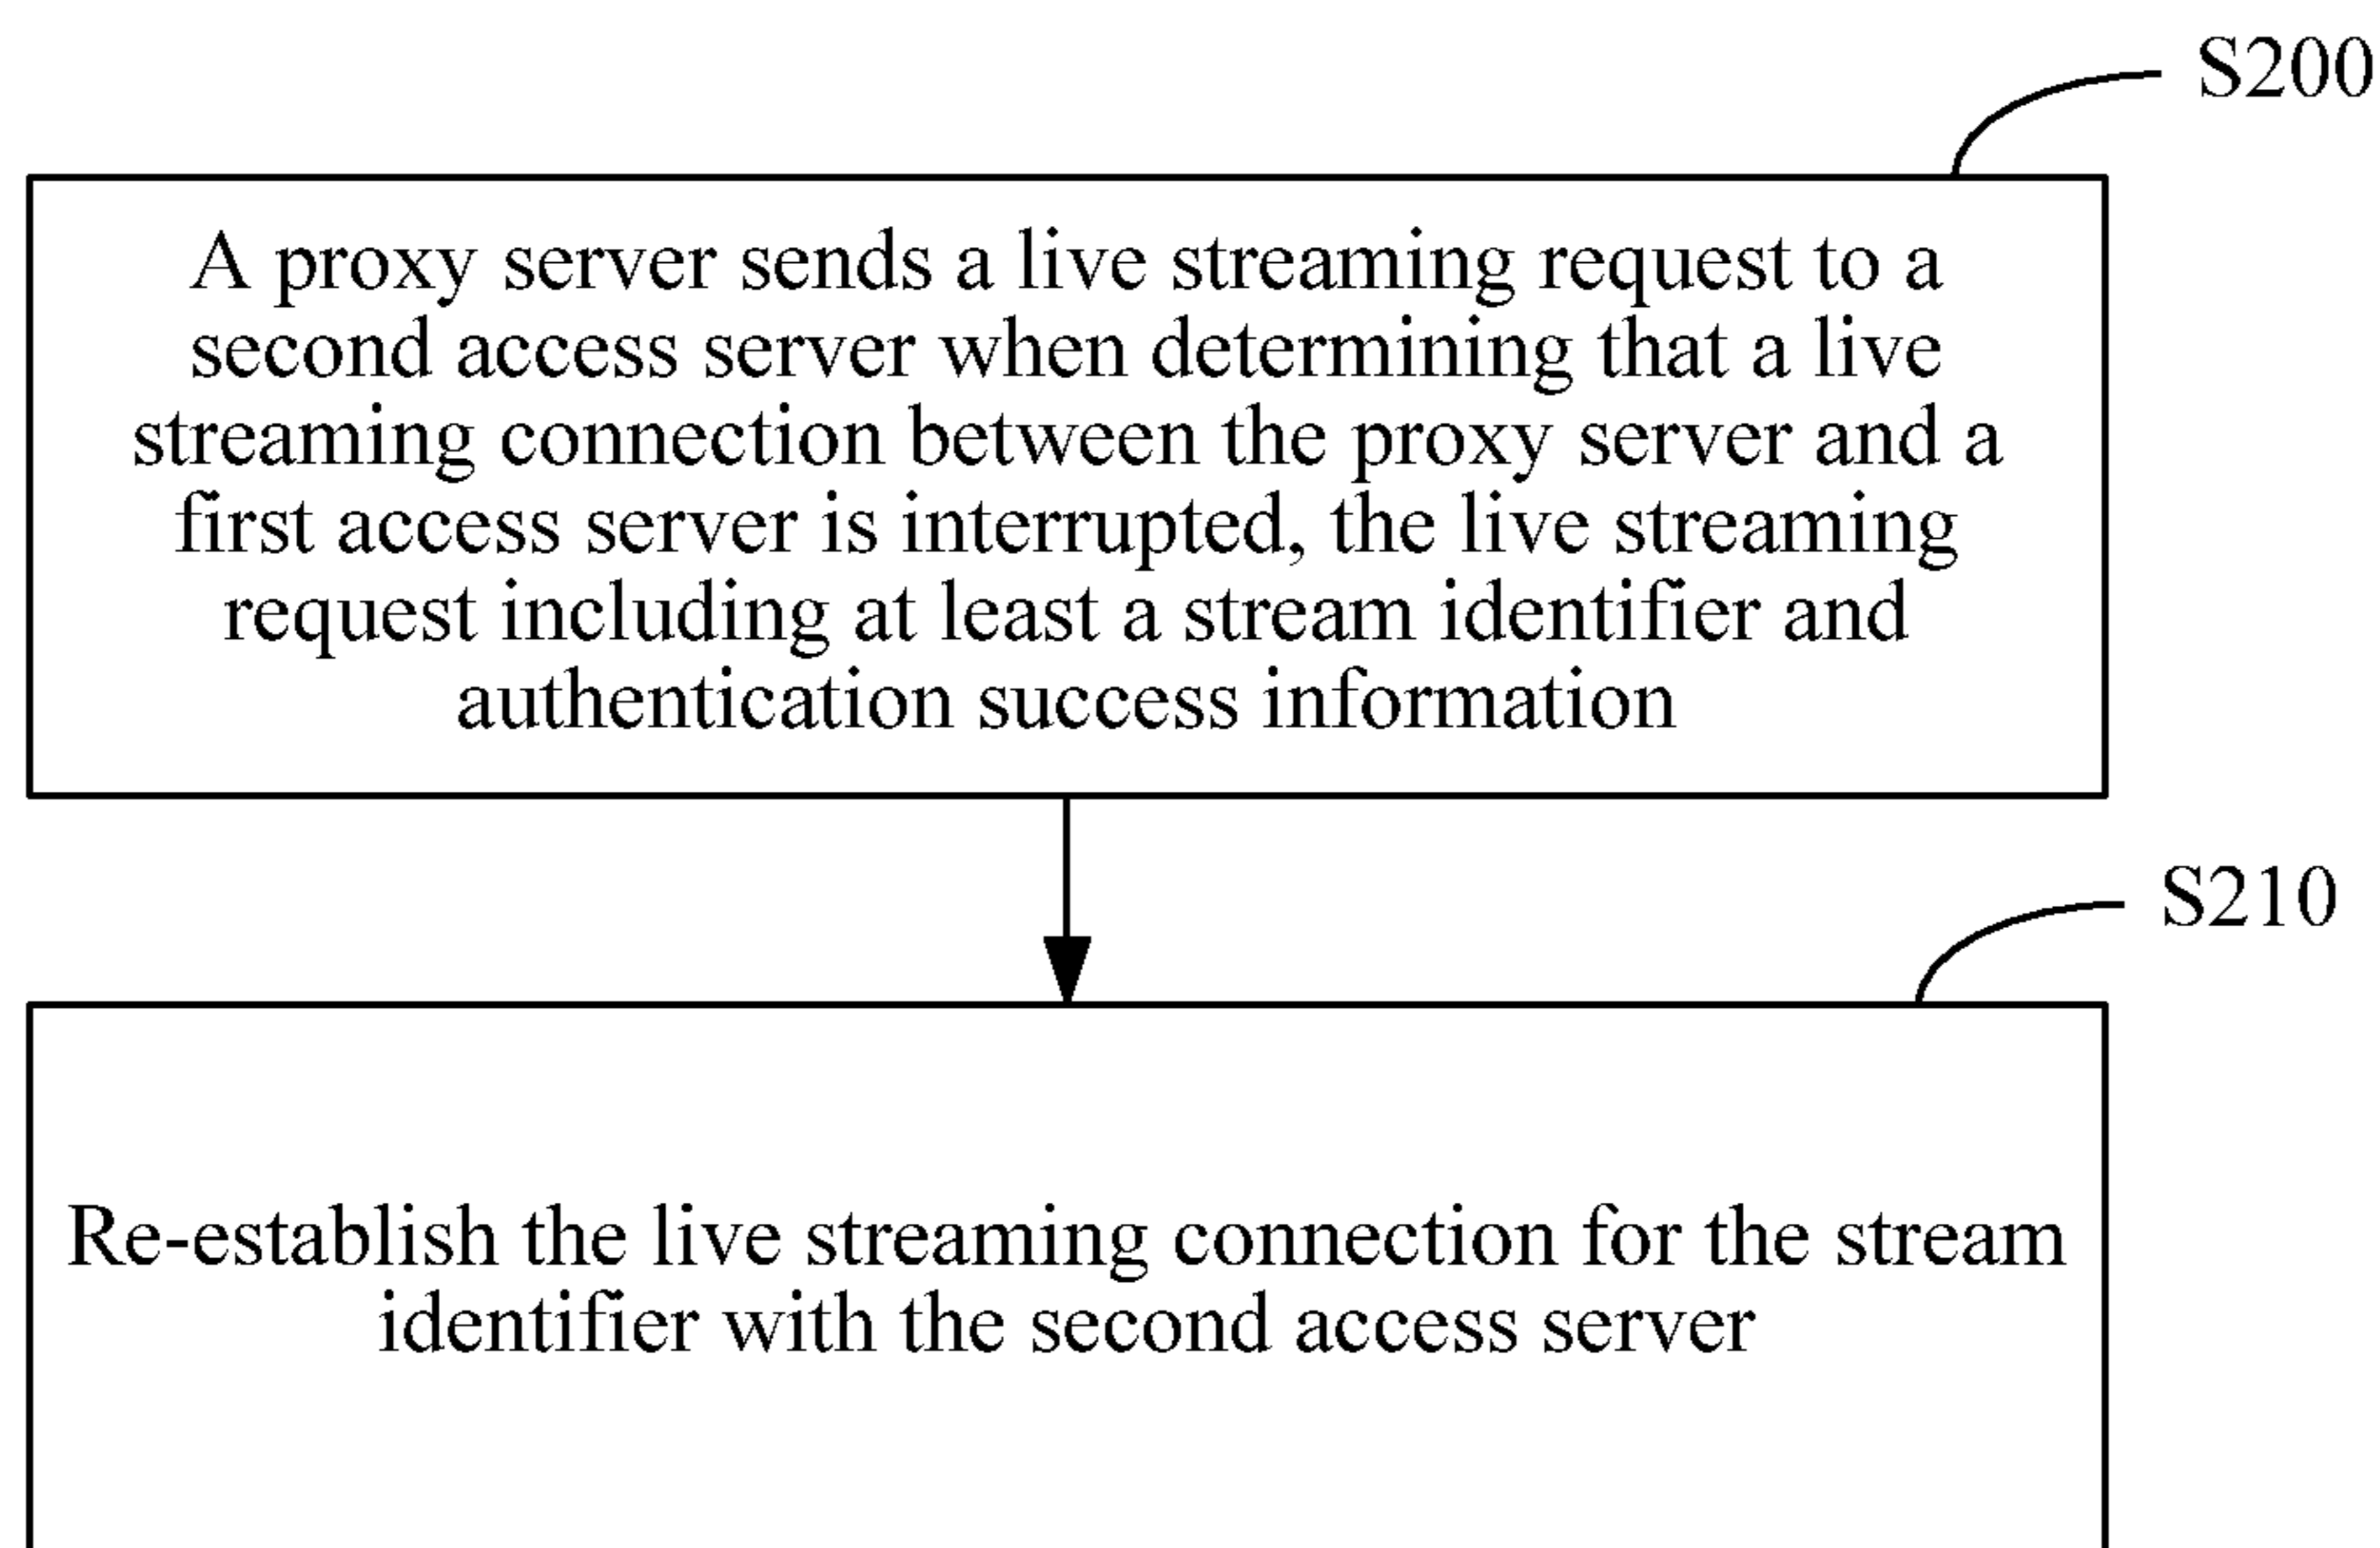 S200
A proxy server sends a live streaming request to a
second access server when determining that a live
streaming connection between the proxy server and a
first access server is interrupted, the live streaming
request including at least a stream identifier and
authentication success information
S210
Re-establish the live streaming connection for the stream
identifier with the second access server